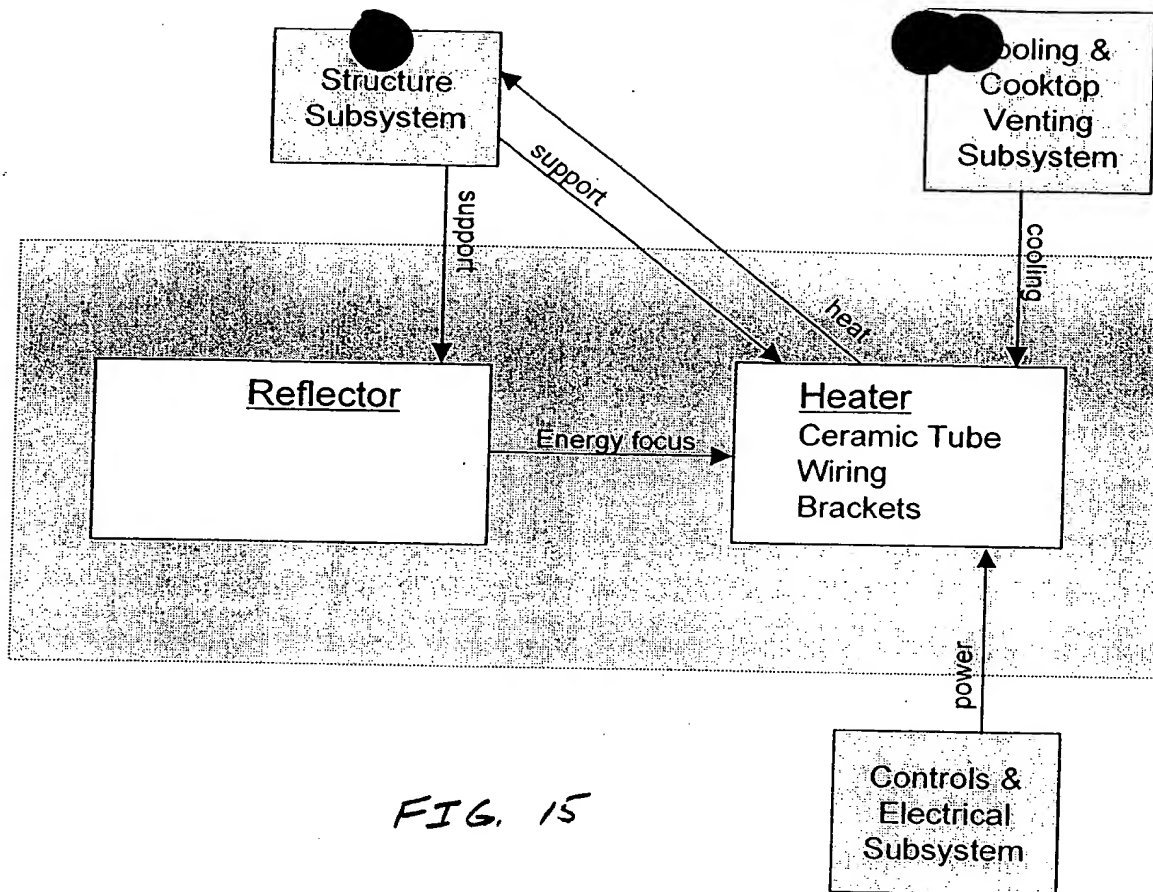 Structure
Subsystem
ooling &
Cooktop
Venting
Subsystem
support
support
heat
cooling
Reflector
Energy focus
Heater
Ceramic Tube
Wiring
Brackets
power
Controls &
Electrical
Subsystem
FIG. 15